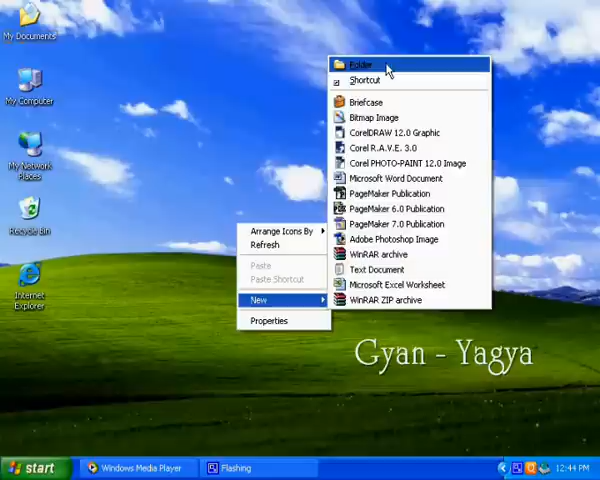 My Documents
My Computer
My Network
Places
Recycle Bin
Internet
Explorer
Arrange Icons By
Refresh
Paste
Paste Shortcut
New
Properties
Folder
Shortcut
Briefcase
Bitmap Image
CorelDRAW 12.0 Graphic
Corel R.A.V.E. 3.0
Corel PHOTO-PAINT 12.0 Image
Microsoft Word Document
PageMaker Publication
PageMaker 6.0 Publication
PageMaker 7.0 Publication
Adobe Photoshop Image
WinRAR archive
Text Document
Microsoft Excel Worksheet
WinRAR ZIP archive
Gyan - Yagya
start
Windows Media Player
Flashing
12:44 PM